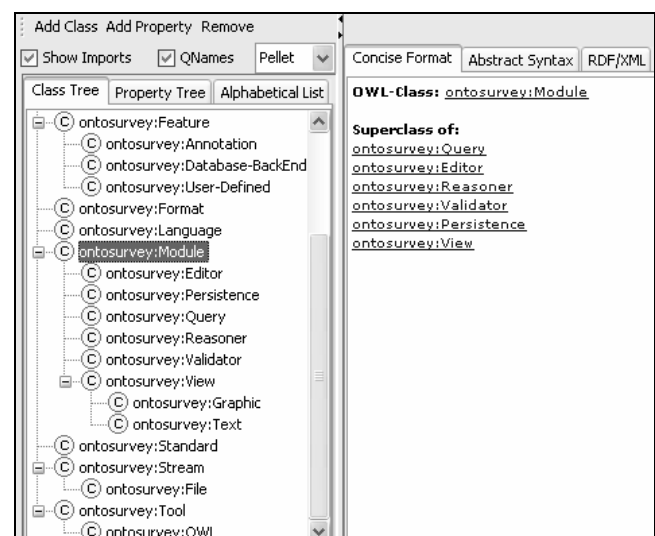 Add Class Add Property Remove
Show Imports QNames Pellet
Class Tree Property Tree Alphabetical List
ontosurvey:Feature
ontosurvey:Annotation
ontosurvey:Database-BackEnd
ontosurvey:User-Defined
ontosurvey:Format
ontosurvey:Language
ontosurvey:Module
ontosurvey:Editor
ontosurvey:Persistence
ontosurvey:Query
ontosurvey:Reasoner
ontosurvey:Validator
ontosurvey:View
ontosurvey:Graphic
ontosurvey:Text
ontosurvey:Standard
ontosurvey:Stream
ontosurvey:File
ontosurvey:Tool
ontosurvey:OWL
Concise Format Abstract Syntax RDF/XML
OWL-Class: ontosurvey:Module
Superclass of:
ontosurvey:Query
ontosurvey:Editor
ontosurvey:Reasoner
ontosurvey:Validator
ontosurvey:Persistence
ontosurvey:View